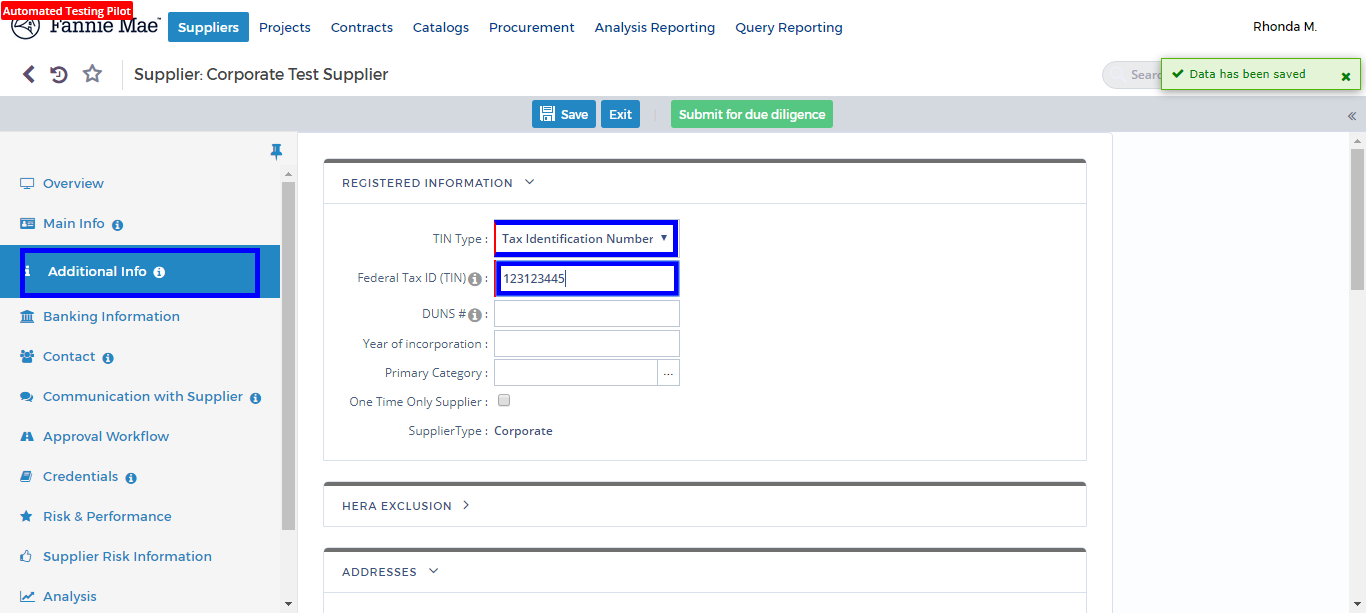 Automated Testing Pilot
Fannie Mae
Suppliers Projects Contracts Catalogs Procurement Analysis Reporting Query Reporting
Rhonda M.
Supplier: Corporate Test Supplier
Searc
Data has been saved
Save Exit Submit for due diligence
Overview
Main Info
Additional Info
Banking Information
Contact
Communication with Supplier
Approval Workflow
Credentials
Risk & Performance
Supplier Risk Information
Analysis
REGISTERED INFORMATION
TIN Type : Tax Identification Number
Federal Tax ID (TIN) : 123123445
DUNS # :
Year of incorporation :
Primary Category : ...
One Time Only Supplier :
SupplierType : Corporate
HERA EXCLUSION
ADDRESSES